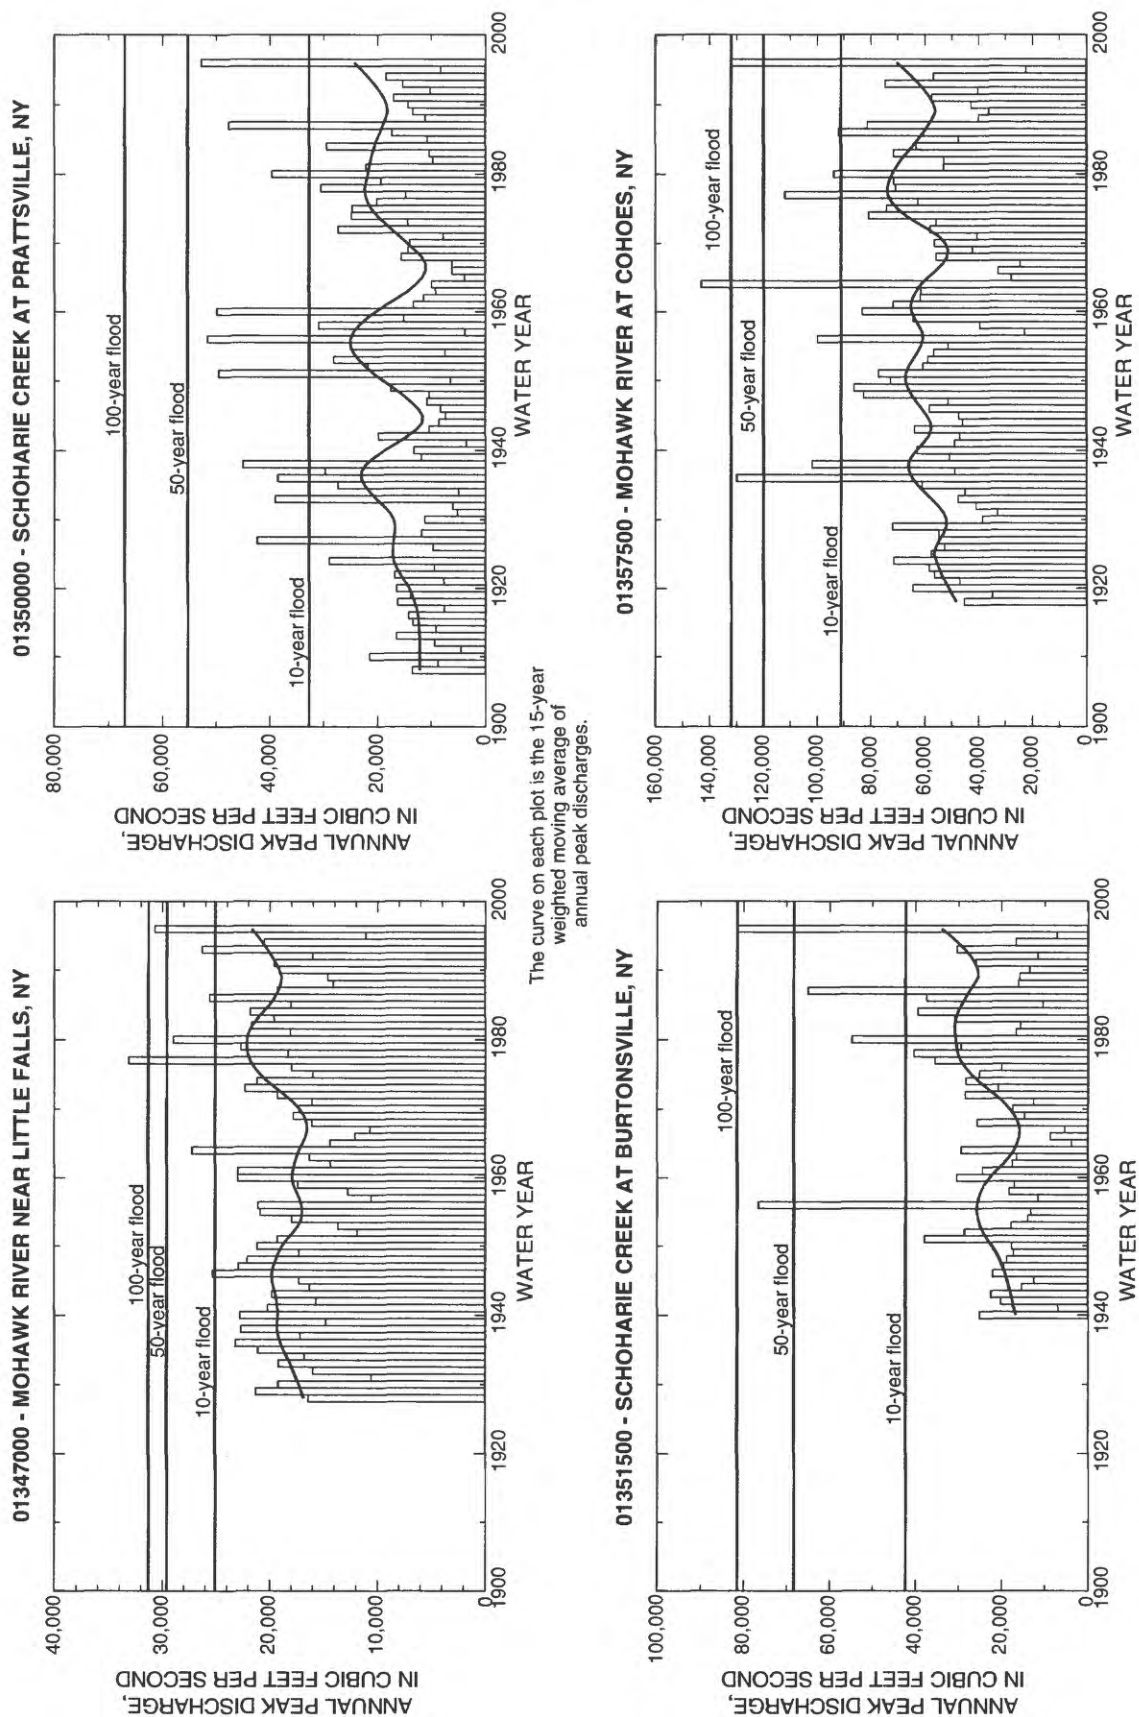 01347000 - MOHAWK RIVER NEAR LITTLE FALLS, NY
ANNUAL PEAK DISCHARGE,
IN CUBIC FEET PER SECOND
40,000
30,000
20,000
10,000
0
100-year flood
50-year flood
10-year flood
1900
1920
1940
1960
1980
2000
WATER YEAR
01350000 - SCHOHARIE CREEK AT PRATTSVILLE, NY
ANNUAL PEAK DISCHARGE,
IN CUBIC FEET PER SECOND
80,000
60,000
40,000
20,000
0
100-year flood
50-year flood
10-year flood
1900
1920
1940
1960
1980
2000
WATER YEAR
The curve on each plot is the 15-year
weighted moving average of
annual peak discharges.
01351500 - SCHOHARIE CREEK AT BURTONSVILLE, NY
ANNUAL PEAK DISCHARGE,
IN CUBIC FEET PER SECOND
100,000
80,000
60,000
40,000
20,000
0
100-year flood
50-year flood
10-year flood
1900
1920
1940
1960
1980
2000
WATER YEAR
01357500 - MOHAWK RIVER AT COHOES, NY
ANNUAL PEAK DISCHARGE,
IN CUBIC FEET PER SECOND
160,000
140,000
120,000
100,000
80,000
60,000
40,000
20,000
0
100-year flood
50-year flood
10-year flood
1900
1920
1940
1960
1980
2000
WATER YEAR